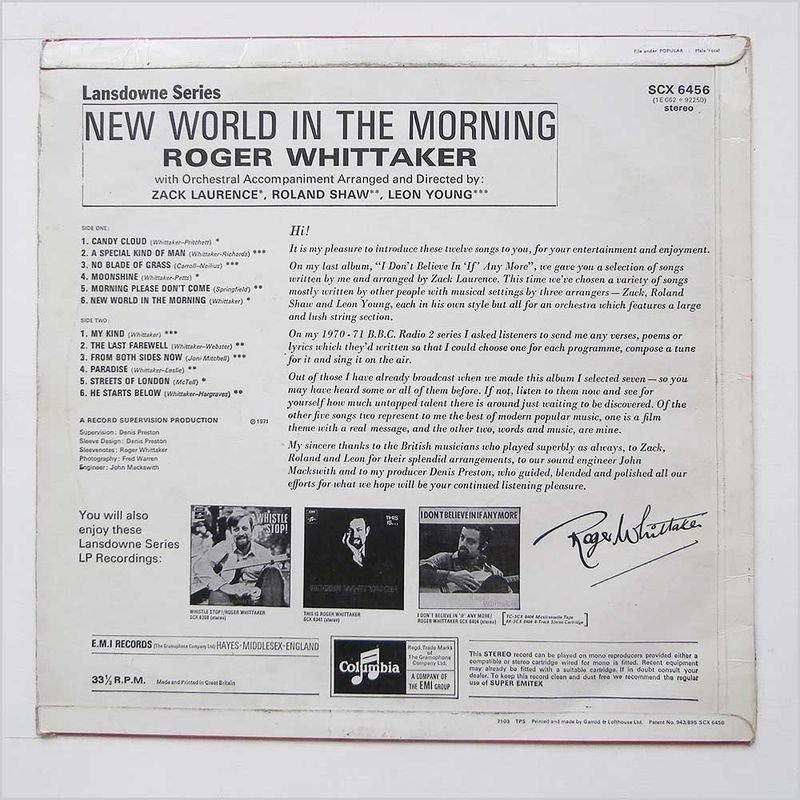 File under POPULAR : Male Vocal
Lansdowne Series
SCX 6456
(1E 062 o 92250)
stereo
NEW WORLD IN THE MORNING
ROGER WHITTAKER
with Orchestral Accompaniment Arranged and Directed by:
ZACK LAURENCE*, ROLAND SHAW**, LEON YOUNG***
SIDE ONE:
1. CANDY CLOUD (Whittaker–Pritchett) *
2. A SPECIAL KIND OF MAN (Whittaker-Richards) ***
3. NO BLADE OF GRASS (Carroll–Nalius) ***
4. MOONSHINE (Whittaker-Petts) *
5. MORNING PLEASE DON'T COME (Springfield) **
6. NEW WORLD IN THE MORNING (Whittaker) *
SIDE TWO:
1. MY KIND (Whittaker) ***
2. THE LAST FAREWELL (Whittaker–Webster) **
3. FROM BOTH SIDES NOW (Joni Mitchell) ***
4. PARADISE (Whittaker–Leslie) **
5. STREETS OF LONDON (McTell) *
6. HE STARTS BELOW (Whittaker–Hargraves) **
A RECORD SUPERVISION PRODUCTION ℗ 1971
Supervision: Denis Preston
Sleeve Design: Denis Preston
Sleevenotes: Roger Whittaker
Photography: Fred Warren
Engineer: John Mackswith
Hi!
It is my pleasure to introduce these twelve songs to you, for your entertainment and enjoyment.
On my last album, "I Don't Believe In 'If' Any More", we gave you a selection of songs
written by me and arranged by Zack Laurence. This time we've chosen a variety of songs
mostly written by other people with musical settings by three arrangers — Zack, Roland
Shaw and Leon Young, each in his own style but all for an orchestra which features a large
and lush string section.
On my 1970-71 B.B.C. Radio 2 series I asked listeners to send me any verses, poems or
lyrics which they'd written so that I could choose one for each programme, compose a tune
for it and sing it on the air.
Out of those I have already broadcast when we made this album I selected seven — so you
may have heard some or all of them before. If not, listen to them now and see for
yourself how much untapped talent there is around just waiting to be discovered. Of the
other five songs two represent to me the best of modern popular music, one is a film
theme with a real message, and the other two, words and music, are mine.
My sincere thanks to the British musicians who played superbly as always, to Zack,
Roland and Leon for their splendid arrangements, to our sound engineer John
Mackswith and to my producer Denis Preston, who guided, blended and polished all our
efforts for what we hope will be your continued listening pleasure.
You will also
enjoy these
Lansdowne Series
LP Recordings:
WHISTLE
STOP!
THIS
IS...
ROGER WHITTAKER
I DON'T BELIEVE IN IF ANYMORE
Roger Whittaker
WHISTLE STOP!/ROGER WHITTAKER
SCX 6368 (stereo)
THIS IS ROGER WHITTAKER
SCX 6341 (stereo)
I DON'T BELIEVE IN 'IF' ANY MORE/
ROGER WHITTAKER SCX 6404 (stereo)
TC-SCX 6404 Musicassette Tape
8X-SCX 6404 8-Track Stereo Cartridge
E.M.I RECORDS (The Gramophone Company Ltd) HAYES·MIDDLESEX·ENGLAND
33⅓ R.P.M. Made and Printed in Great Britain
Columbia
Regd. Trade Marks
of
The Gramophone
Company Ltd.
A COMPANY OF
THE EMI GROUP
This STEREO record can be played on mono reproducers provided either a
compatible or stereo cartridge wired for mono is fitted. Recent equipment
may already be fitted with a suitable cartridge. If in doubt consult your
dealer. To keep this record clean and dust free we recommend the regular
use of SUPER EMITEX
7103 TPS Printed and made by Garrod & Lofthouse Ltd. Patent No. 943,895 SCX 6456